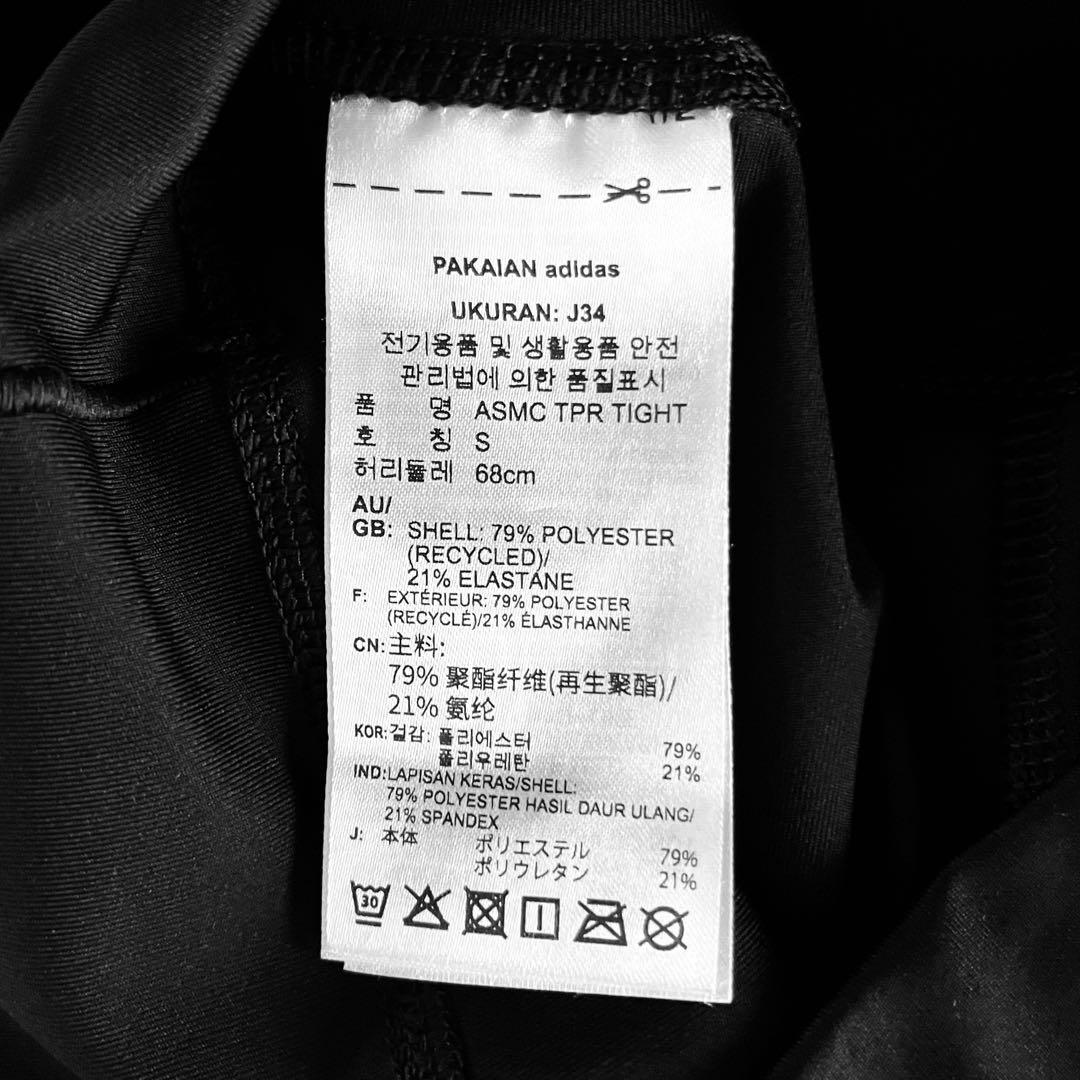 PAKAIAN adidas
UKURAN: J34
전기용품 및 생활용품 안전
관리법에 의한 품질표시
품 명 ASMC TPR TIGHT
호 칭 S
허리둘레 68cm
AU/
GB: SHELL: 79% POLYESTER
(RECYCLED)/
21% ELASTANE
F: EXTÉRIEUR: 79% POLYESTER
(RECYCLÉ)/21% ÉLASTHANNE
CN: 主料:
79% 聚酯纤维(再生聚酯)/
21% 氨纶
KOR: 겉감: 폴리에스터 79%
폴리우레탄 21%
IND: LAPISAN KERAS/SHELL:
79% POLYESTER HASIL DAUR ULANG/
21% SPANDEX
J: 本体 ポリエステル 79%
ポリウレタン 21%
30